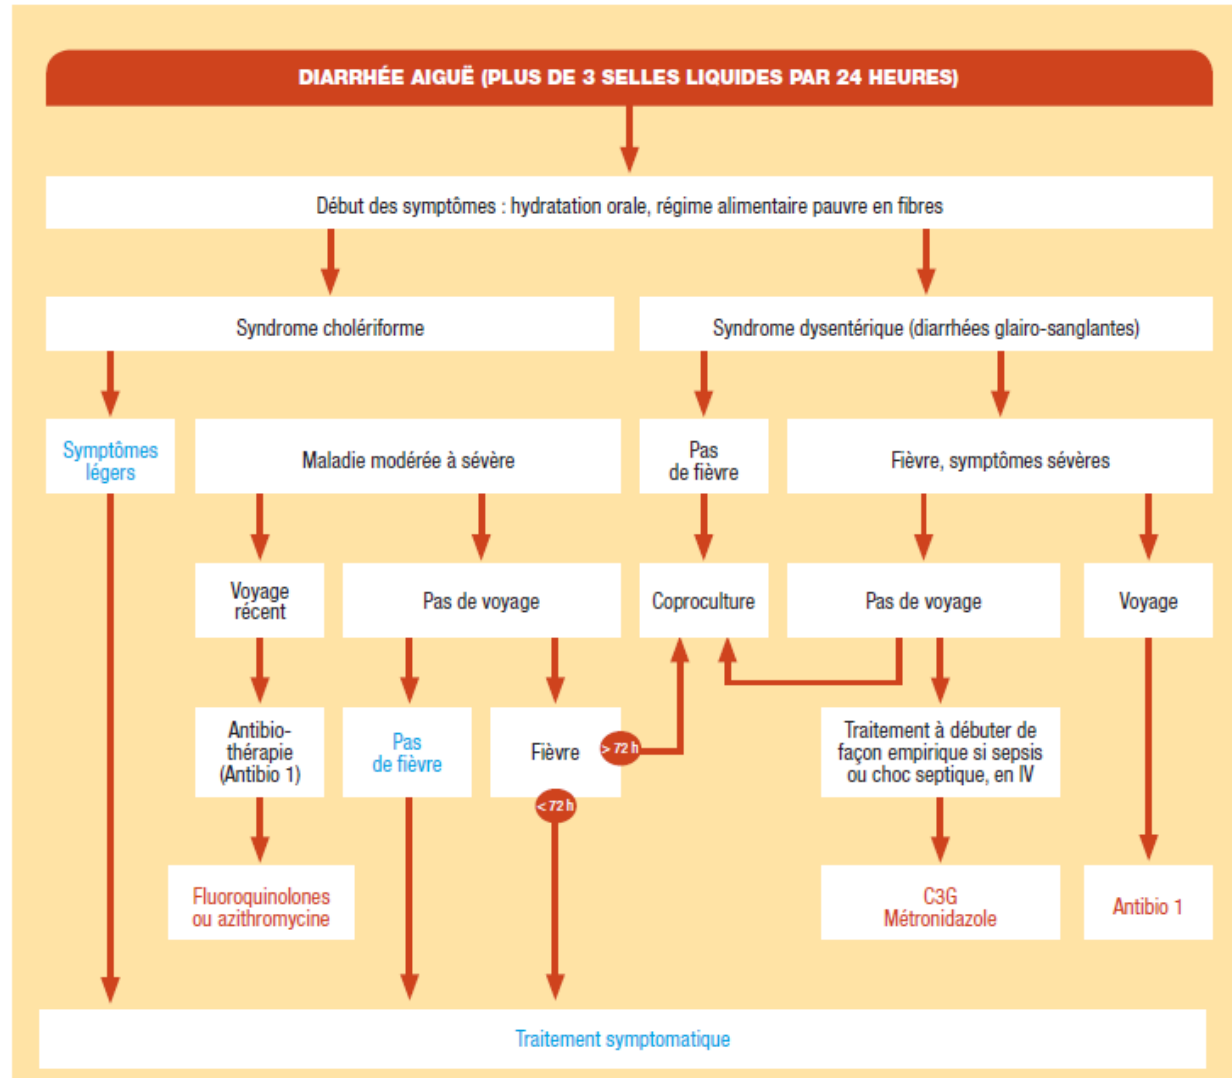 DIARRHÉE AIGUË (PLUS DE 3 SELLES LIQUIDES PAR 24 HEURES)
Début des symptômes : hydratation orale, régime alimentaire pauvre en fibres
Syndrome cholériforme
Syndrome dysentérique (diarrhées glairo-sanglantes)
Symptômes
légers
Maladie modérée à sévère
Pas
de fièvre
Fièvre, symptômes sévères
Voyage
récent
Pas de voyage
Coproculture
Pas de voyage
Voyage
Antibio-
thérapie
(Antibio 1)
Pas
de fièvre
Fièvre
> 72 h
< 72 h
Traitement à débuter de
façon empirique si sepsis
ou choc septique, en IV
Fluoroquinolones
ou azithromycine
C3G
Métronidazole
Antibio 1
Traitement symptomatique